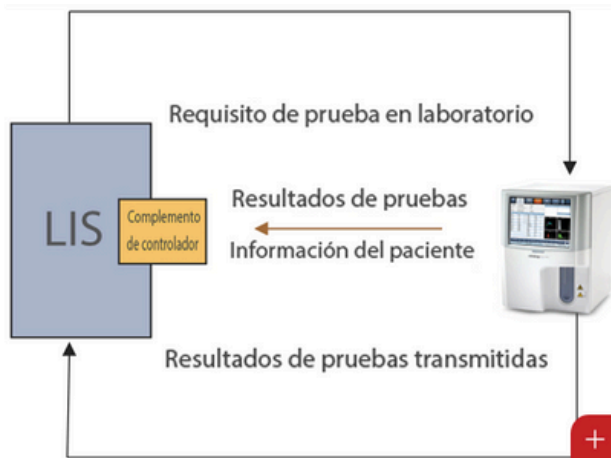 Requisito de prueba en laboratorio
LIS
Complemento
de controlador
Resultados de pruebas
Información del paciente
Resultados de pruebas transmitidas
+